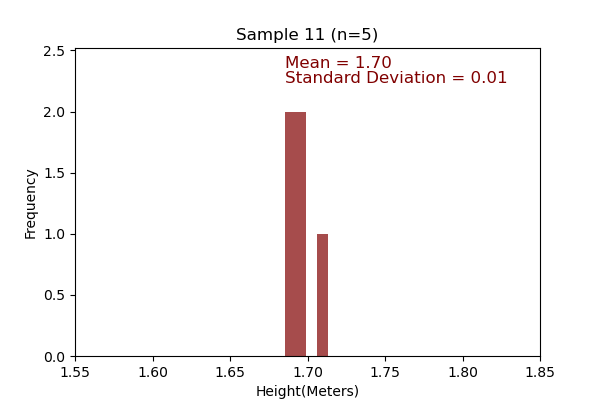 Sample 11 (n=5)
Mean = 1.70
Standard Deviation = 0.01
2.5
2.0
1.5
1.0
0.5
0.0
Frequency
1.55 1.60 1.65 1.70 1.75 1.80 1.85
Height(Meters)